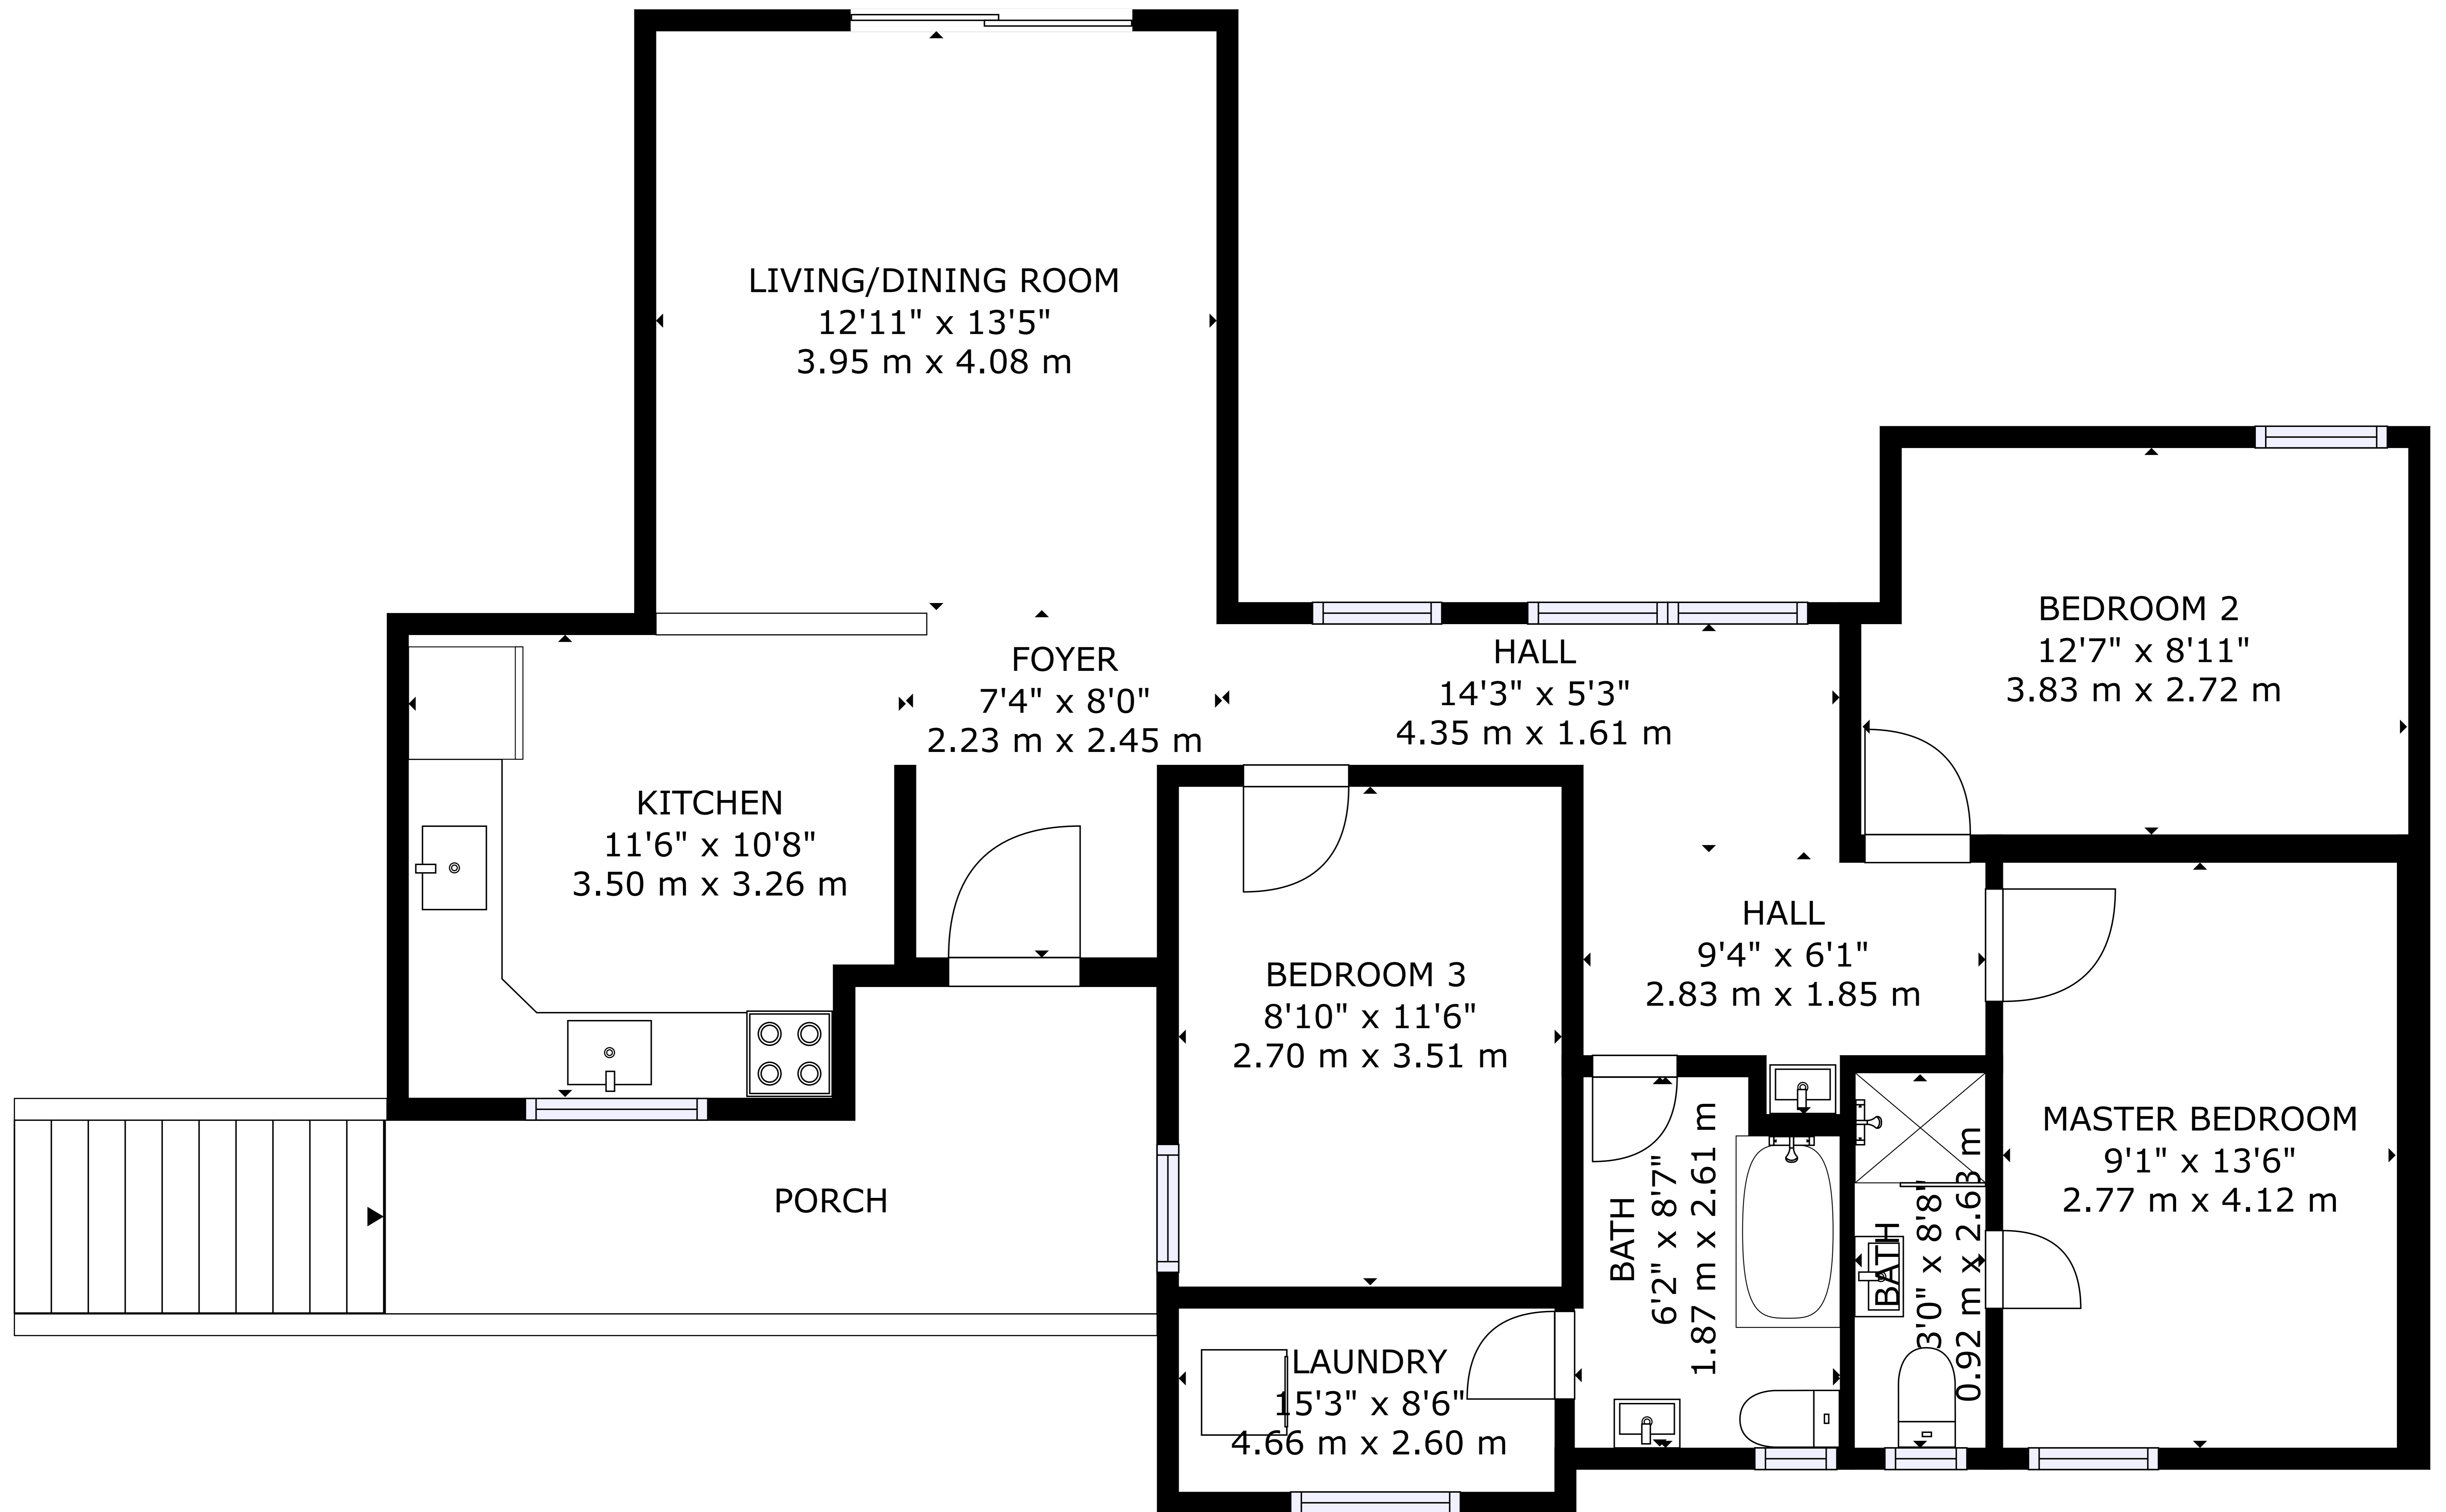 LIVING/DINING ROOM
12'11" x 13'5"
3.95 m x 4.08 m
BEDROOM 2
12'7" x 8'11"
3.83 m x 2.72 m
FOYER
7'4" x 8'0"
2.23 m x 2.45 m
HALL
14'3" x 5'3"
4.35 m x 1.61 m
KITCHEN
11'6" x 10'8"
3.50 m x 3.26 m
HALL
9'4" x 6'1"
2.83 m x 1.85 m
BEDROOM 3
8'10" x 11'6"
2.70 m x 3.51 m
MASTER BEDROOM
9'1" x 13'6"
2.77 m x 4.12 m
PORCH
BATH
6'2" x 8'7"
1.87 m x 2.61 m
BATH
3'0" x 8'8"
0.92 m x 2.63 m
LAUNDRY
15'3" x 8'6"
4.66 m x 2.60 m